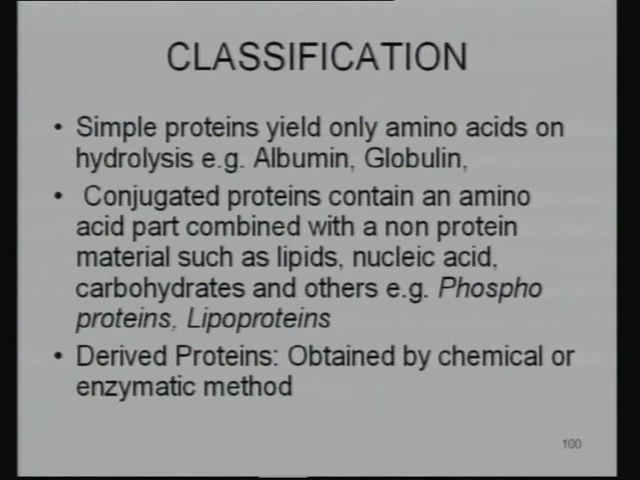 CLASSIFICATION
• Simple proteins yield only amino acids on
hydrolysis e.g. Albumin, Globulin,
• Conjugated proteins contain an amino
acid part combined with a non protein
material such as lipids, nucleic acid,
carbohydrates and others e.g. Phospho
proteins, Lipoproteins
• Derived Proteins: Obtained by chemical or
enzymatic method
100